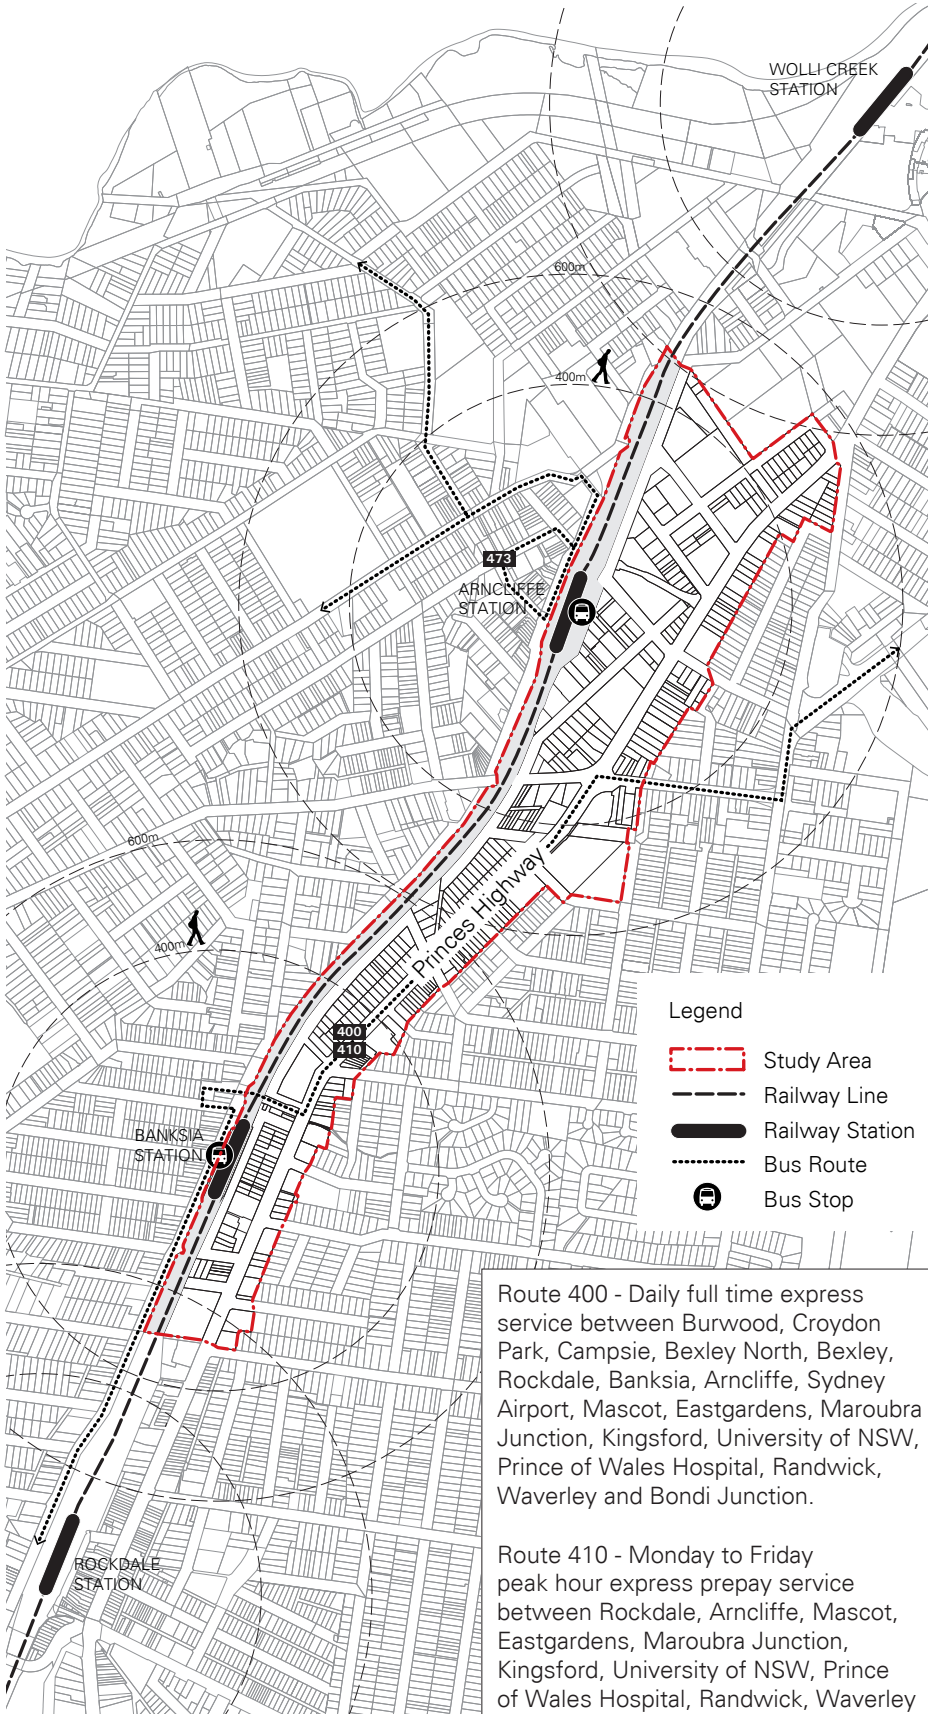 WOLLI CREEK
STATION
600m
400m
473
ARNCLIFFE
STATION
600m
400m
Princes Highway
400
410
BANKSIA
STATION
ROCKDALE
STATION
Legend
Study Area
Railway Line
Railway Station
Bus Route
Bus Stop
Route 400 - Daily full time express
service between Burwood, Croydon
Park, Campsie, Bexley North, Bexley,
Rockdale, Banksia, Arncliffe, Sydney
Airport, Mascot, Eastgardens, Maroubra
Junction, Kingsford, University of NSW,
Prince of Wales Hospital, Randwick,
Waverley and Bondi Junction.
Route 410 - Monday to Friday
peak hour express prepay service
between Rockdale, Arncliffe, Mascot,
Eastgardens, Maroubra Junction,
Kingsford, University of NSW, Prince
of Wales Hospital, Randwick, Waverley